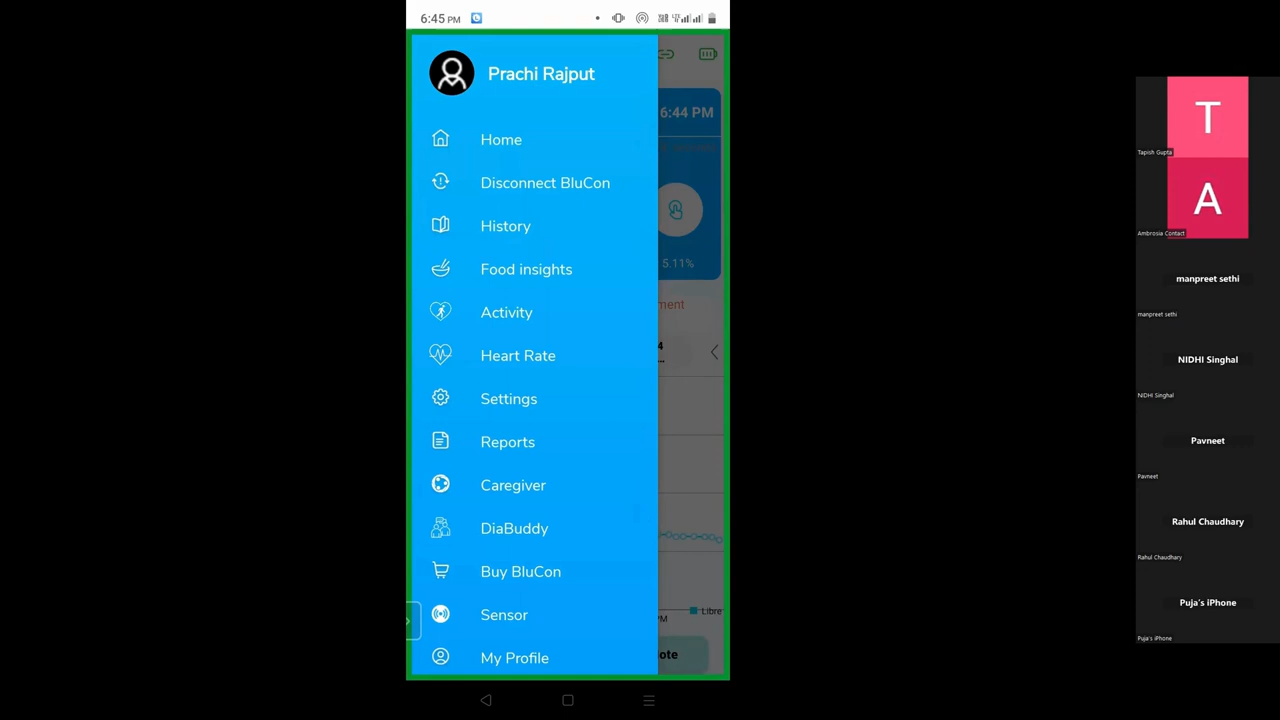 6:45 PM
Prachi Rajput
6:44 PM
Home
Disconnect BluCon
History
5.11%
Food insights
ment
Activity
4
...
Heart Rate
Settings
Reports
Caregiver
DiaBuddy
Buy BluCon
Libre
Sensor
PM
ote
My Profile
T
Tapish Gupta
A
Ambrosia Contact
manpreet sethi
manpreet sethi
NIDHI Singhal
NIDHI Singhal
Pavneet
Pavneet
Rahul Chaudhary
Rahul Chaudhary
Puja's iPhone
Puja's iPhone